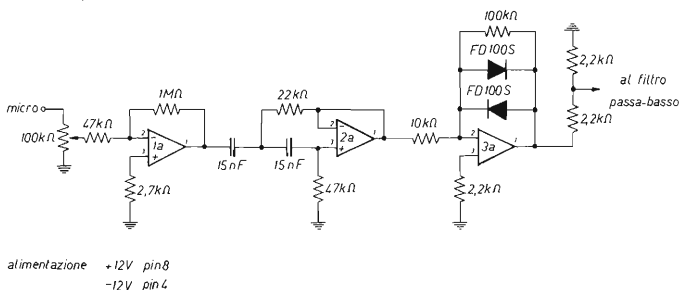 100kΩ
FD100S
FD100S
2,2kΩ
al filtro
passa-basso
2,2kΩ
1MΩ
22kΩ
micro
47kΩ
100kΩ
2
3
1
1a
15nF
15nF
2
3
1
2a
10kΩ
2
3
1
3a
2,7kΩ
47kΩ
2,2kΩ
alimentazione +12V pin8
-12V pin4